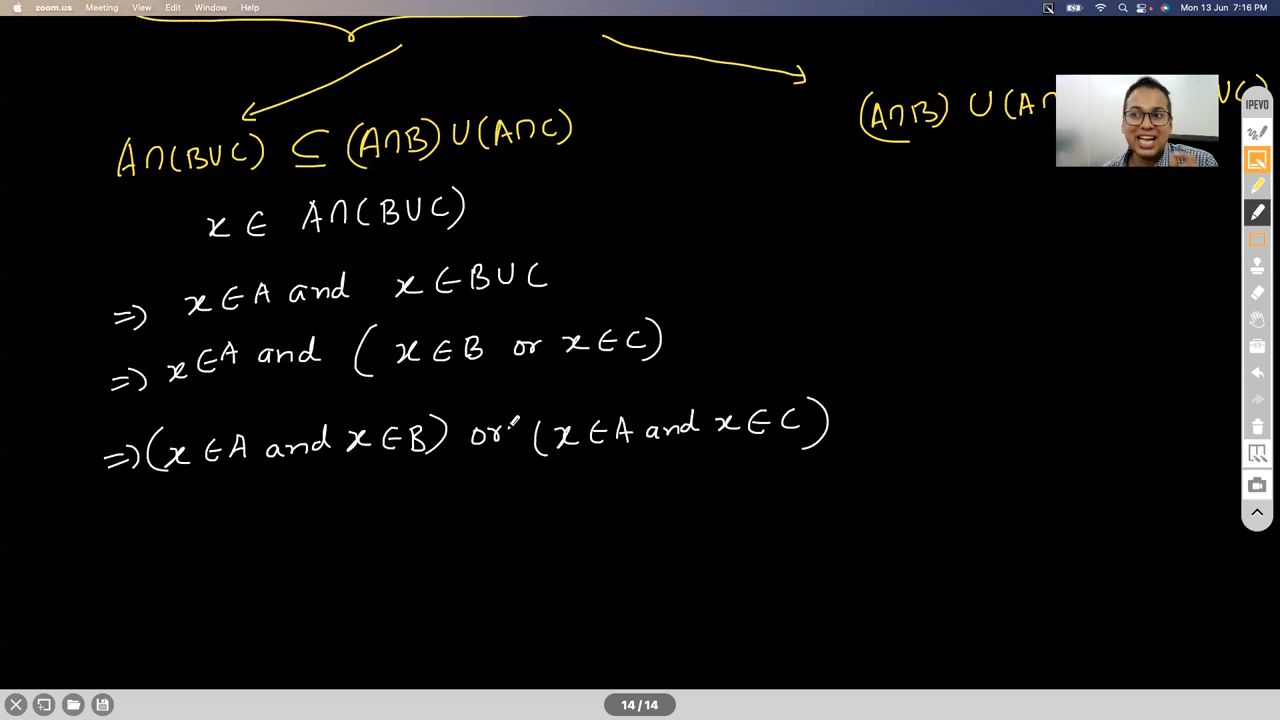 zoom.us Meeting View Edit Window Help Mon 13 Jun 7:16 PM
(A∩B) ∪ (A∩ ∪C)
IPEVO
A∩(B∪C) ⊆ (A∩B)∪(A∩C)
x ∈ A∩(B∪C)
⇒ x∈A and x∈B∪C
⇒ x∈A and (x∈B or x∈C)
⇒ (x∈A and x∈B) or (x∈A and x∈C)
14/14